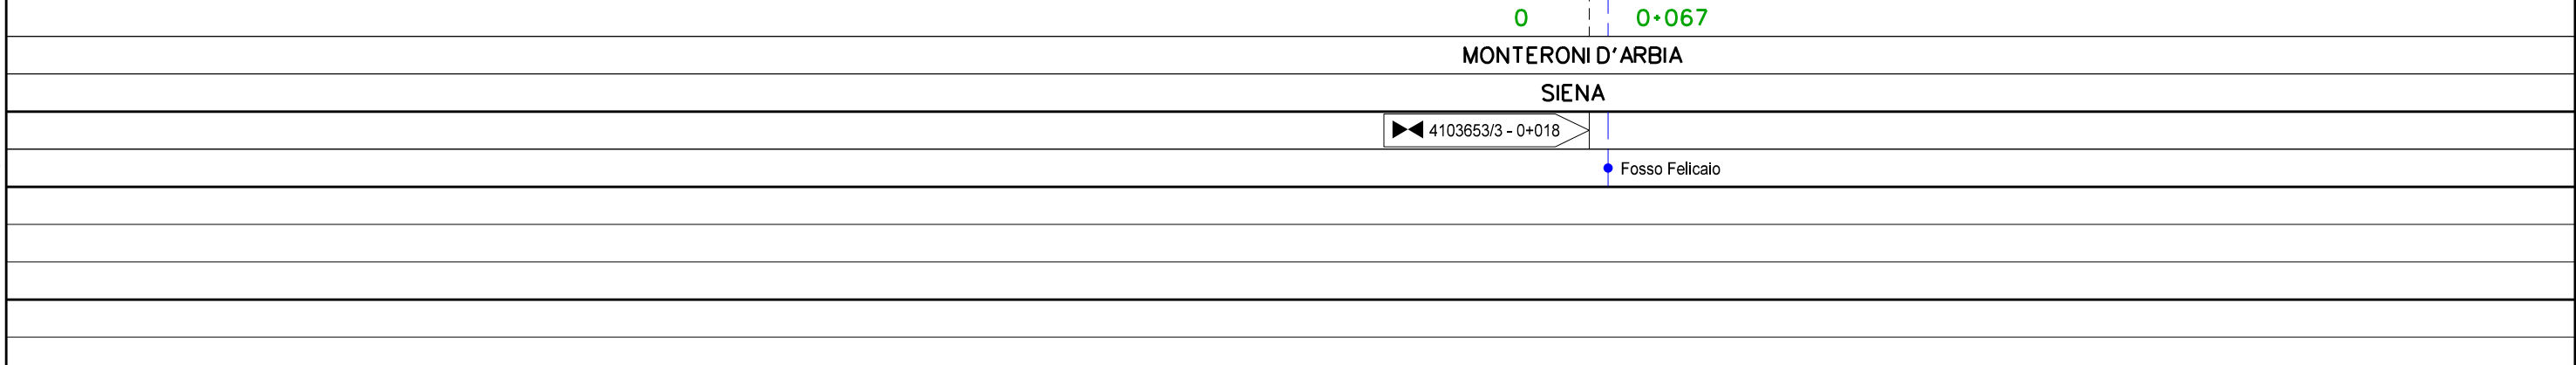 0 0+067
MONTERONI D'ARBIA
SIENA
4103653/3 - 0+018
Fosso Felicaio